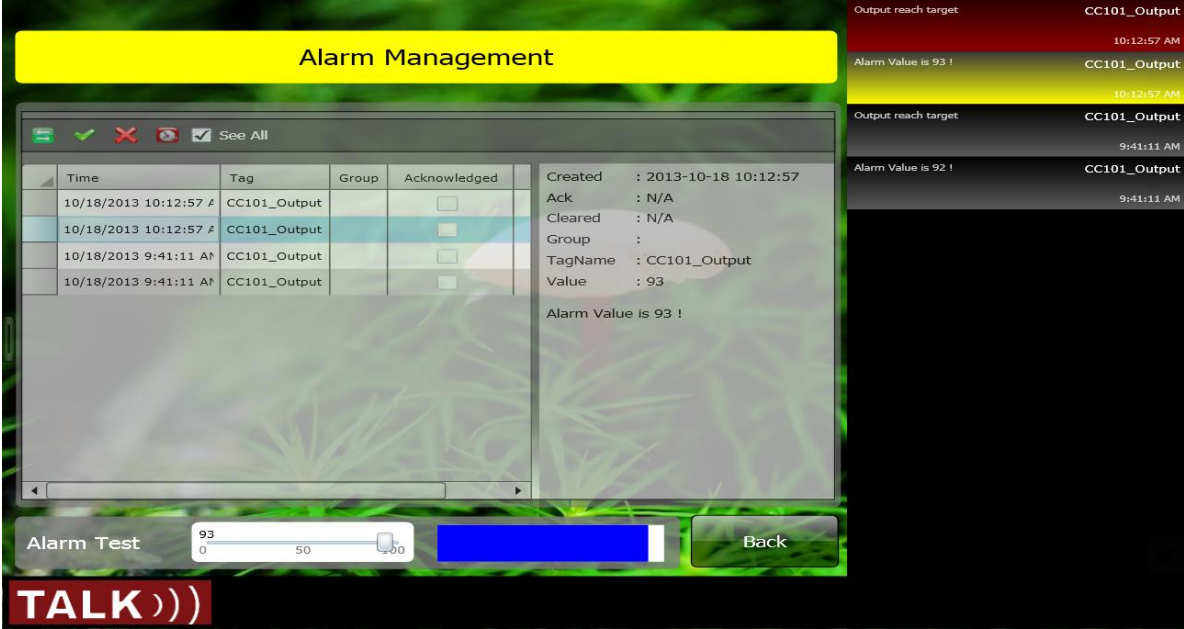 Alarm Management
See All
Time Tag Group Acknowledged
10/18/2013 10:12:57 CC101_Output
10/18/2013 10:12:57 CC101_Output
10/18/2013 9:41:11 CC101_Output
10/18/2013 9:41:11 CC101_Output
Created : 2013-10-18 10:12:57
Ack : N/A
Cleared : N/A
Group :
TagName : CC101_Output
Value : 93
Alarm Value is 93 !
Alarm Test
93
0 50 100
Back
TALK)))
Output reach target CC101_Output
10:12:57 AM
Alarm Value is 93 ! CC101_Output
10:12:57 AM
Output reach target CC101_Output
9:41:11 AM
Alarm Value is 92 ! CC101_Output
9:41:11 AM